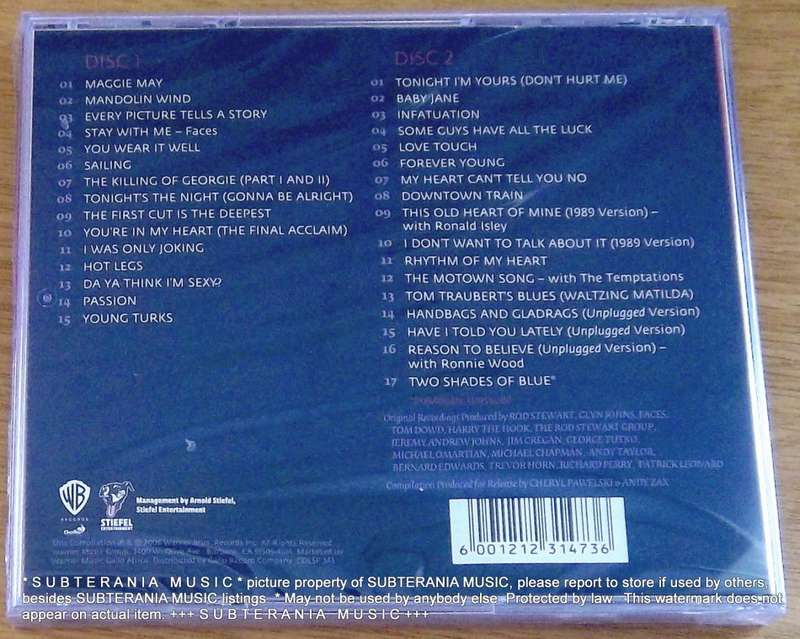 DISC 1
01 MAGGIE MAY
02 MANDOLIN WIND
03 EVERY PICTURE TELLS A STORY
04 STAY WITH ME – Faces
05 YOU WEAR IT WELL
06 SAILING
07 THE KILLING OF GEORGIE (PART I AND II)
08 TONIGHT'S THE NIGHT (GONNA BE ALRIGHT)
09 THE FIRST CUT IS THE DEEPEST
10 YOU'RE IN MY HEART (THE FINAL ACCLAIM)
11 I WAS ONLY JOKING
12 HOT LEGS
13 DA YA THINK I'M SEXY?
14 PASSION
15 YOUNG TURKS
DISC 2
01 TONIGHT I'M YOURS (DON'T HURT ME)
02 BABY JANE
03 INFATUATION
04 SOME GUYS HAVE ALL THE LUCK
05 LOVE TOUCH
06 FOREVER YOUNG
07 MY HEART CAN'T TELL YOU NO
08 DOWNTOWN TRAIN
09 THIS OLD HEART OF MINE (1989 Version) –
with Ronald Isley
10 I DON'T WANT TO TALK ABOUT IT (1989 Version)
11 RHYTHM OF MY HEART
12 THE MOTOWN SONG – with The Temptations
13 TOM TRAUBERT'S BLUES (WALTZING MATILDA)
14 HANDBAGS AND GLADRAGS (Unplugged Version)
15 HAVE I TOLD YOU LATELY (Unplugged Version)
16 REASON TO BELIEVE (Unplugged Version) –
with Ronnie Wood
17 TWO SHADES OF BLUE*
Original Recordings Produced by ROD STEWART, GLYN JOHNS, FACES,
TOM DOWD, HARRY THE HOOK, THE ROD STEWART GROUP,
JEREMY ANDREW JOHNS, JIM CREGAN, GEORGE TUTKO,
MICHAEL OMARTIAN, MICHAEL CHAPMAN, ANDY TAYLOR,
BERNARD EDWARDS, TREVOR HORN, RICHARD PERRY, PATRICK LEONARD
Compilation Produced for Release by CHERYL PAWELSKI & ANDY ZAX
WB
RECORDS
STIEFEL
ENTERTAINMENT
Management by Arnold Stiefel,
Stiefel Entertainment
6 001212 314736
* S U B T E R A N I A  M U S I C * picture property of SUBTERANIA MUSIC, please report to store if used by others,
besides SUBTERANIA MUSIC listings * May not be used by anybody else. Protected by law. This watermark does not
appear on actual item. +++ S U B T E R A N I A  M U S I C +++